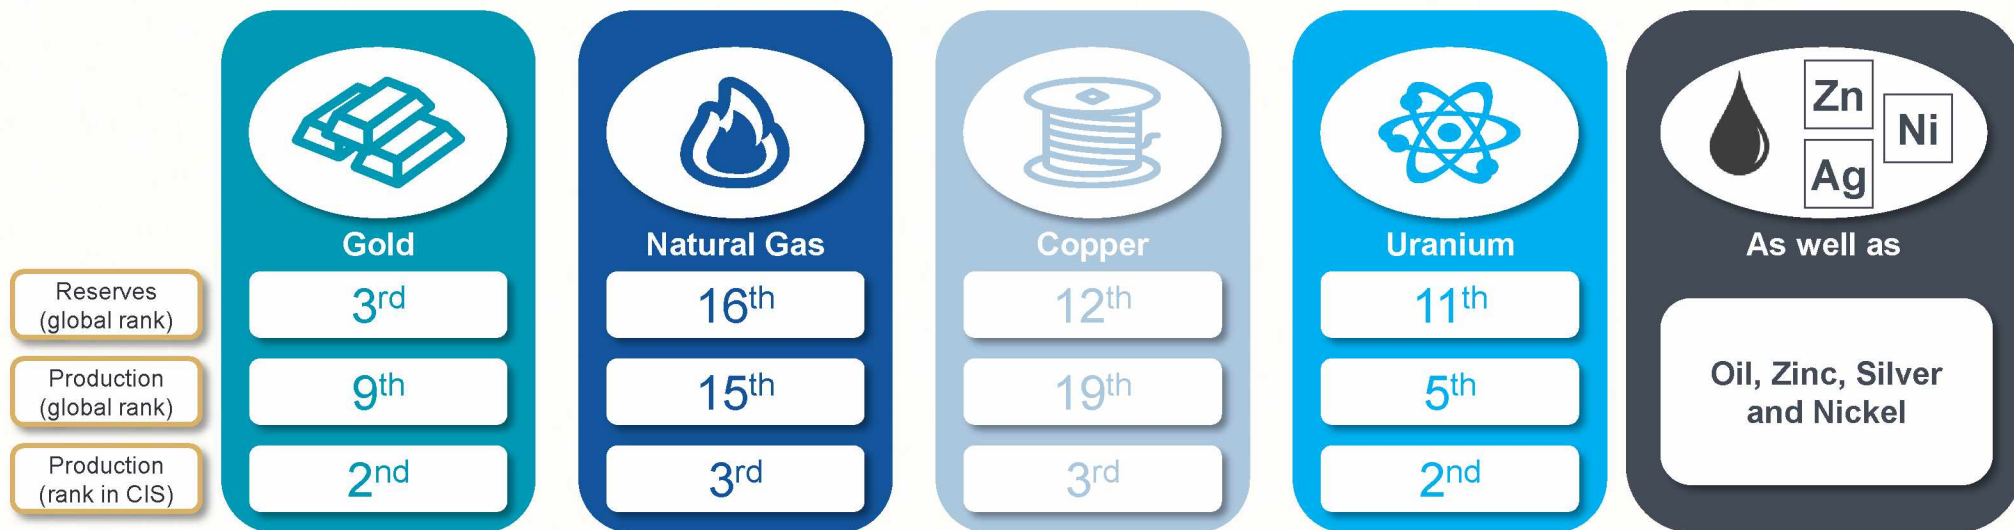 Zn
Ni
Ag
Gold
Natural Gas
Copper
Uranium
As well as
Reserves
(global rank)
3rd
16th
12th
11th
Production
(global rank)
9th
15th
19th
5th
Oil, Zinc, Silver
and Nickel
Production
(rank in CIS)
2nd
3rd
3rd
2nd